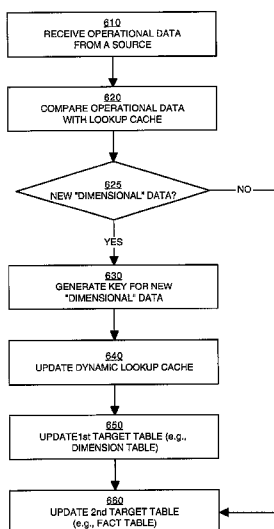 610
RECEIVE OPERATIONAL DATA
FROM A SOURCE
620
COMPARE OPERATIONAL DATA
WITH LOOKUP CACHE
625
NEW "DIMENSIONAL" DATA?
NO
YES
630
GENERATE KEY FOR NEW
"DIMENSIONAL" DATA
640
UPDATE DYNAMIC LOOKUP CACHE
650
UPDATE1st TARGET TABLE (e.g.,
DIMENSION TABLE)
660
UPDATE 2nd TARGET TABLE
(e.g., FACT TABLE)